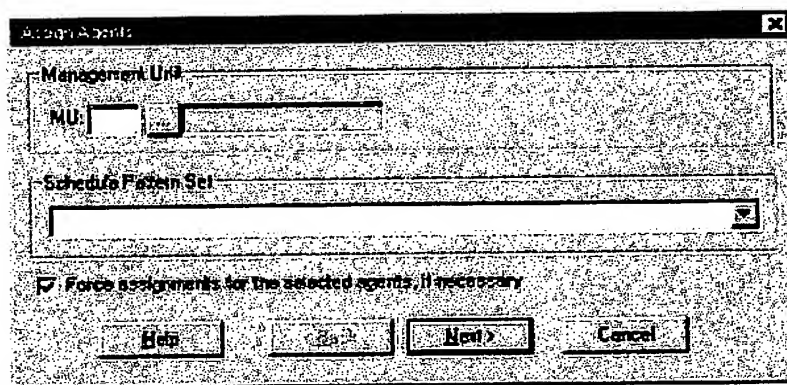 Assign Agents
Management Unit
MU: ...
Schedule Pattern Set
Force assignments for the selected agents, if necessary
Help Back Next > Cancel